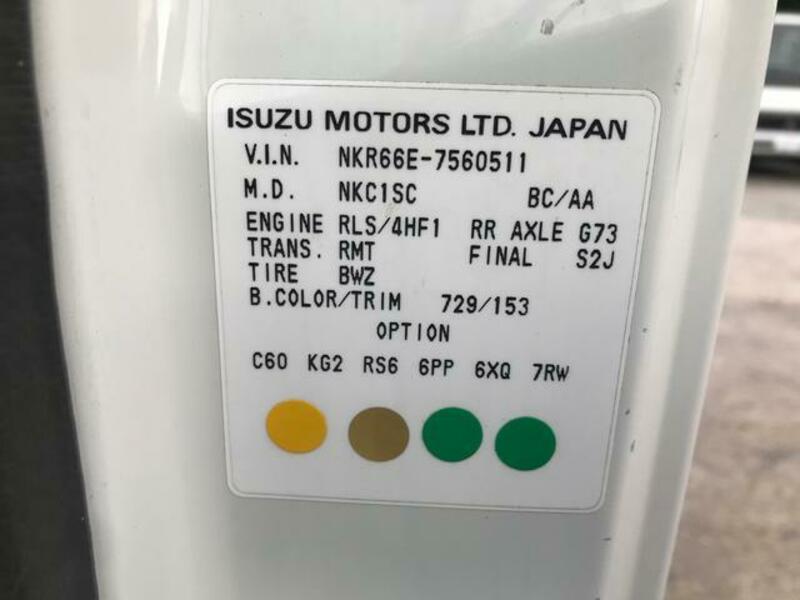 ISUZU MOTORS LTD. JAPAN
V.I.N. NKR66E-7560511
M.D. NKC1SC BC/AA
ENGINE RLS/4HF1 RR AXLE G73
TRANS. RMT FINAL S2J
TIRE BWZ
B.COLOR/TRIM 729/153
OPTION
C60 KG2 RS6 6PP 6XQ 7RW